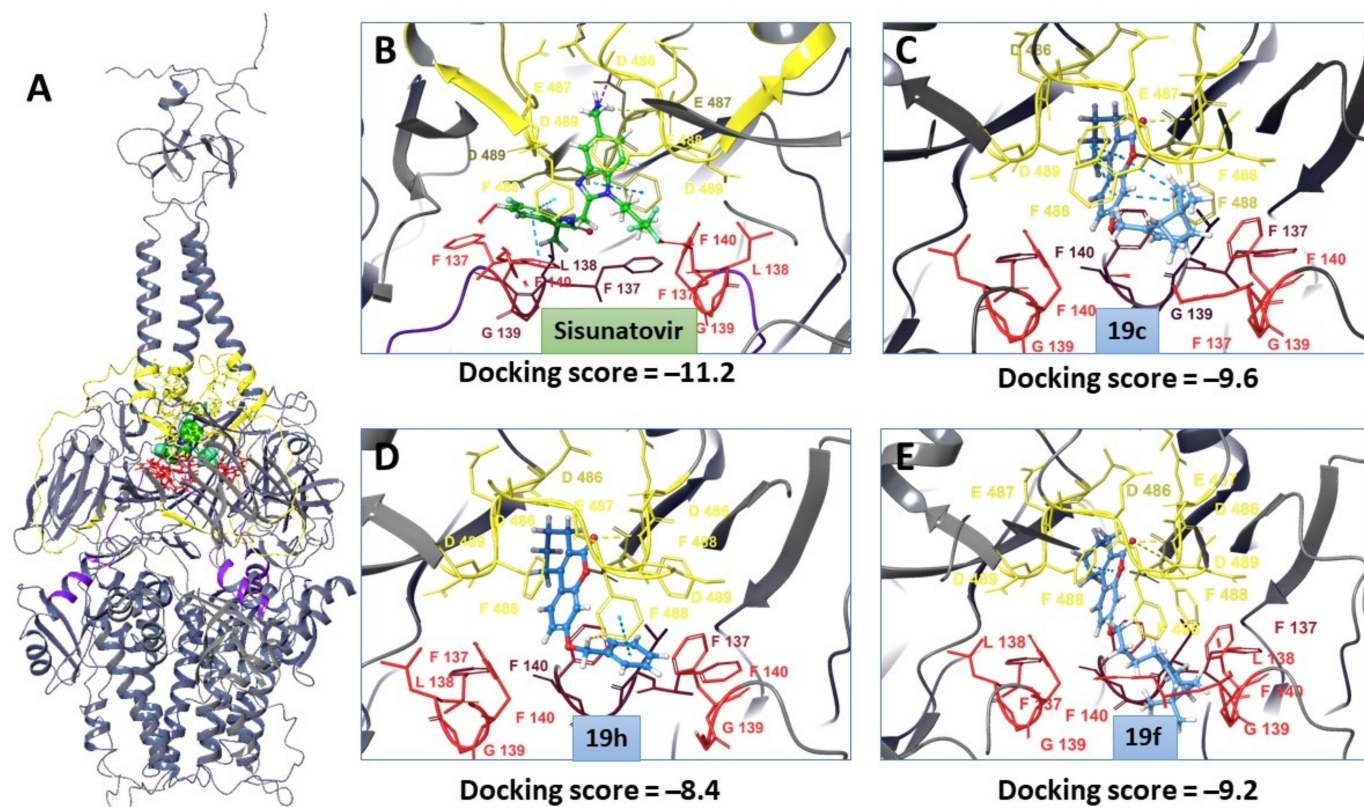 A
B
D 486
E 487
E 487
D 489
488
D 489
F 488
D 489
F 140
F 137
L 138
L 138
F 140
F 137
F 137
G 139
G 139
Sisunatovir
Docking score = –11.2
C
D 486
E 487
D 489
F 488
F 488
F 488
F 137
F 140
F 140
F 140
G 139
G 139
F 137
G 139
19c
Docking score = –9.6
D
D 486
E 487
D 486
D 486
D 489
F 488
F 488
F 488
D 489
F 137
F 137
F 140
L 138
F 140
F 140
G 139
G 139
19h
Docking score = –8.4
E
E 487
D 486
E 487
D 486
D 489
D 489
F 488
F 488
F 137
L 138
L 138
F 137
F 140
F 140
G 139
G 139
19f
Docking score = –9.2